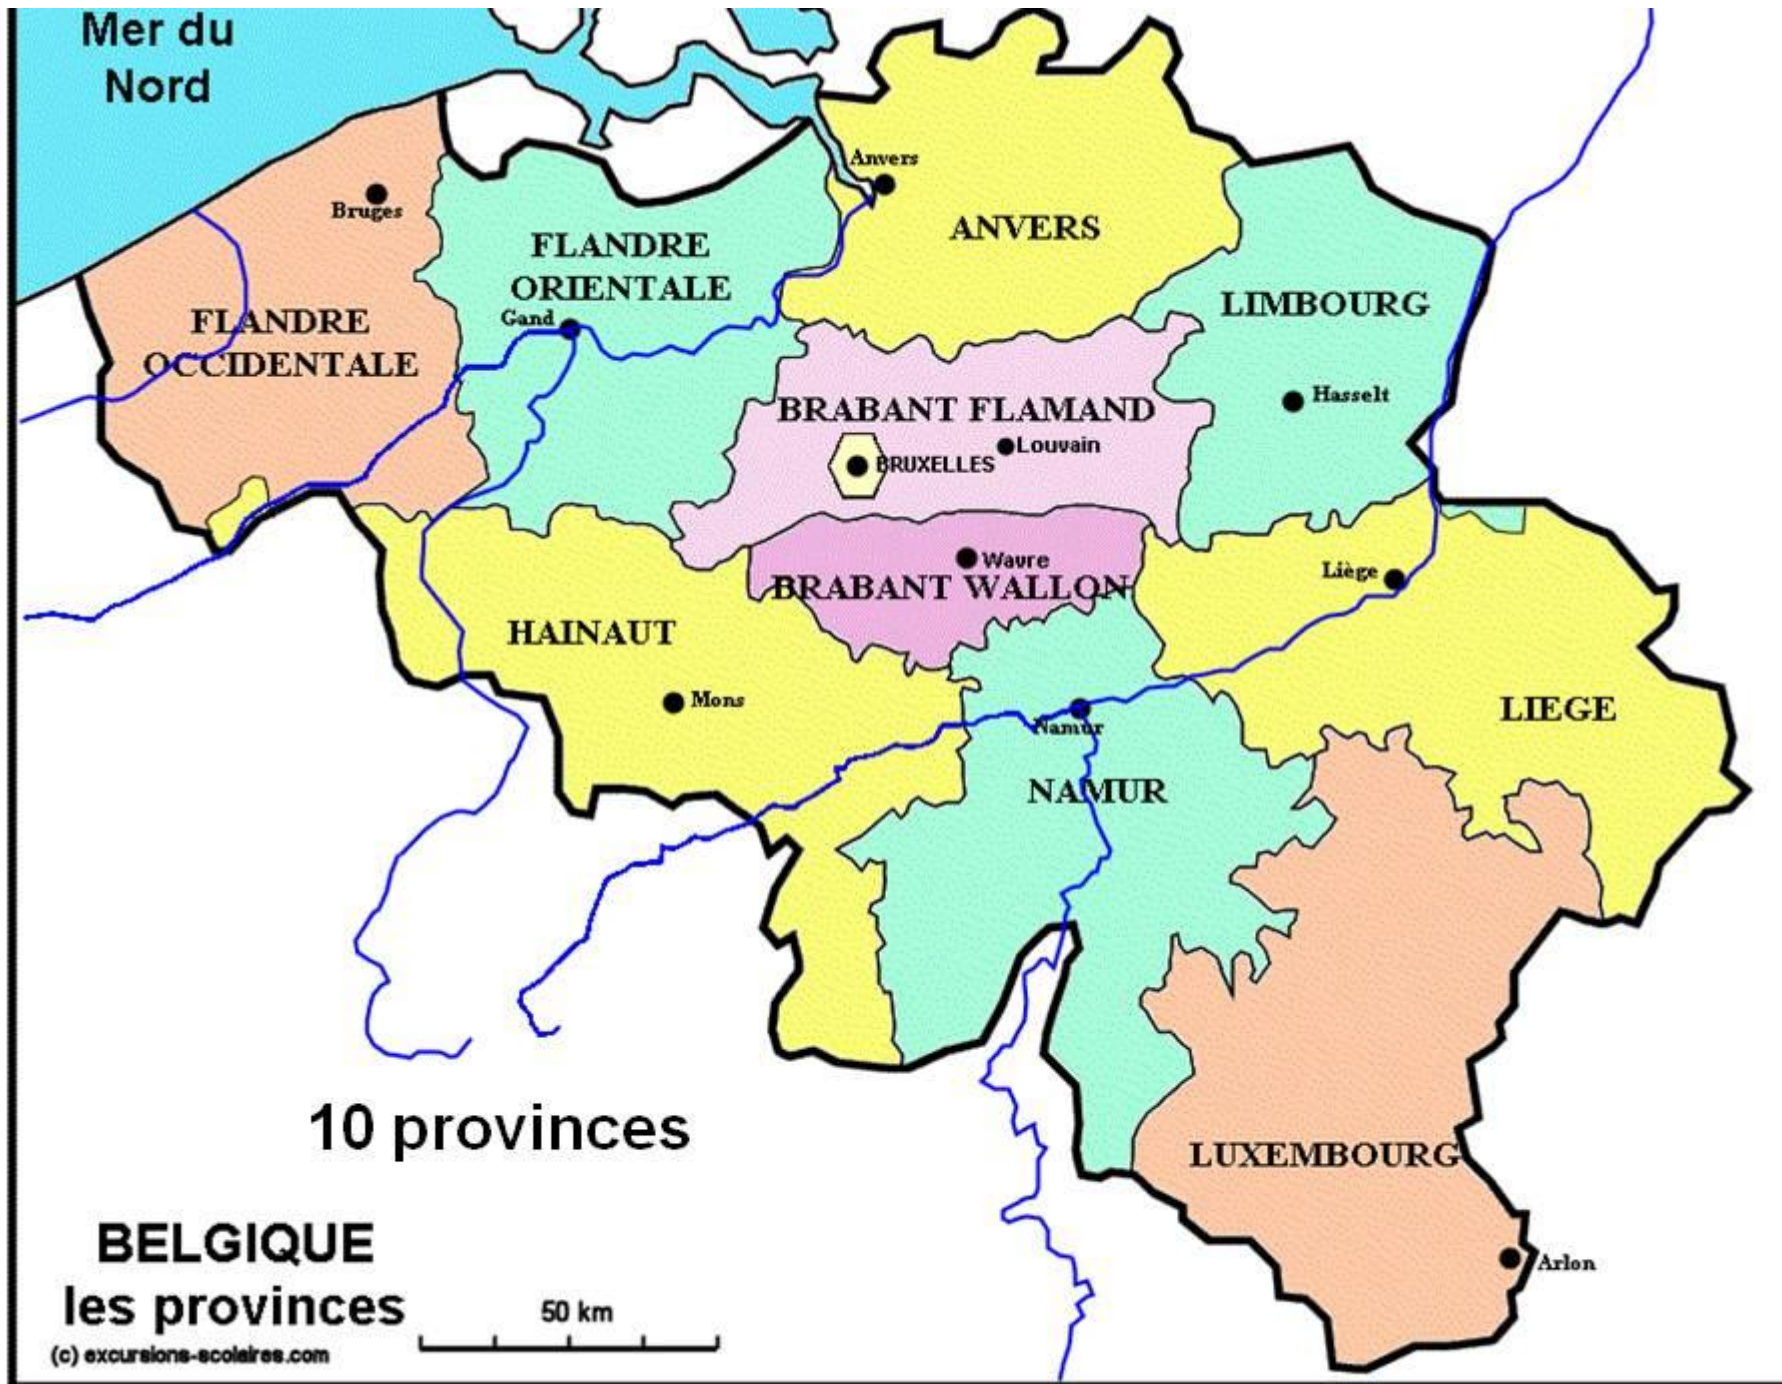 Mer du
Nord
Anvers
Bruges
ANVERS
FLANDRE
ORIENTALE
LIMBOURG
Gand
FLANDRE
OCCIDENTALE
Hasselt
BRABANT FLAMAND
Louvain
BRUXELLES
Wavre
Liège
BRABANT WALLON
HAINAUT
Mons
LIEGE
Namur
NAMUR
10 provinces
LUXEMBOURG
BELGIQUE
Arlon
les provinces
50 km
(c) excursions-scolaires.com